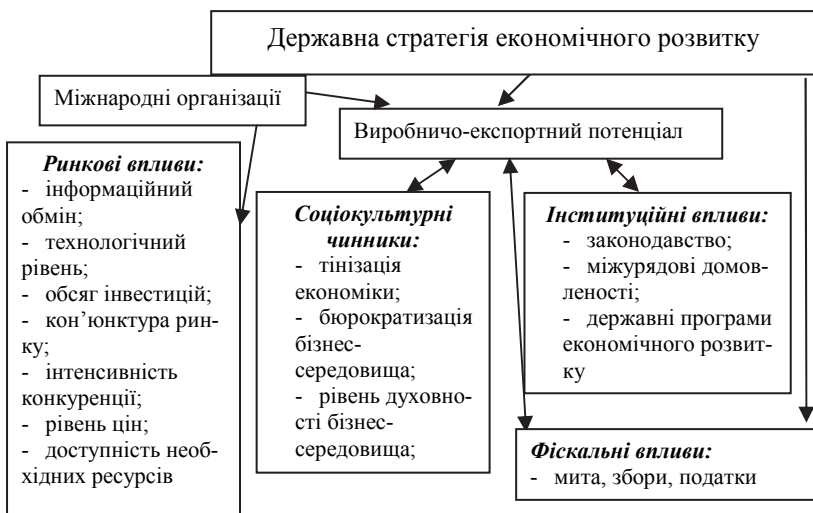 Державна стратегія економічного розвитку
Міжнародні організації
Виробничо-експортний потенціал
Ринкові впливи:
- інформаційний
обмін;
- технологічний
рівень;
- обсяг інвестицій;
- кон’юнктура рин-
ку;
- інтенсивність
конкуренції;
- рівень цін;
- доступність необ-
хідних ресурсів
Соціокультурні
чинники:
- тінізація
економіки;
- бюрократизація
бізнес-
середовища;
- рівень духовно-
сті бізнес-
середовища;
Інституційні впливи:
- законодавство;
- міжурядові домов-
леності;
- державні програми
економічного розвит-
ку
Фіскальні впливи:
- мита, збори, податки